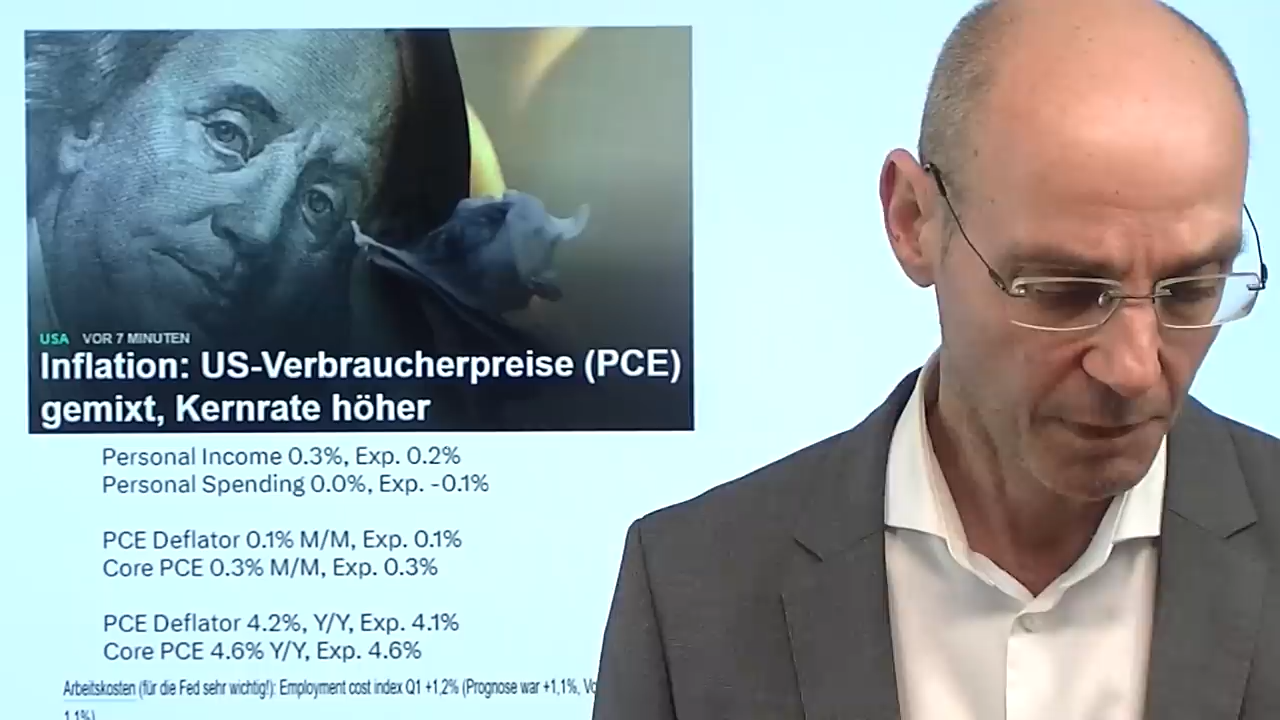 USA VOR 7 MINUTEN
Inflation: US-Verbraucherpreise (PCE)
gemixt, Kernrate höher
Personal Income 0.3%, Exp. 0.2%
Personal Spending 0.0%, Exp. -0.1%
PCE Deflator 0.1% M/M, Exp. 0.1%
Core PCE 0.3% M/M, Exp. 0.3%
PCE Deflator 4.2%, Y/Y, Exp. 4.1%
Core PCE 4.6% Y/Y, Exp. 4.6%
Arbeitskosten (für die Fed sehr wichtig!): Employment cost index Q1 +1,2% (Prognose war +1,1%,
1,1%)